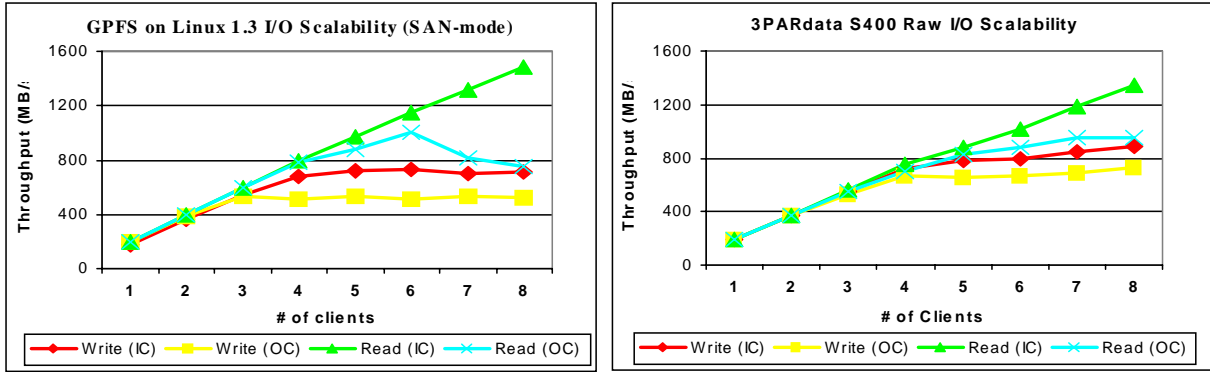 GPFS on Linux 1.3 I/O Scalability (SAN-mode)
Throughput (MB/s
1600
1200
800
400
0
1 2 3 4 5 6 7 8
# of clients
Write (IC) Write (OC) Read (IC) Read (OC)
3PARdata S400 Raw I/O Scalability
Throughput (MB/s
1600
1200
800
400
0
1 2 3 4 5 6 7 8
# of Clients
Write (IC) Write (OC) Read (IC) Read (OC)